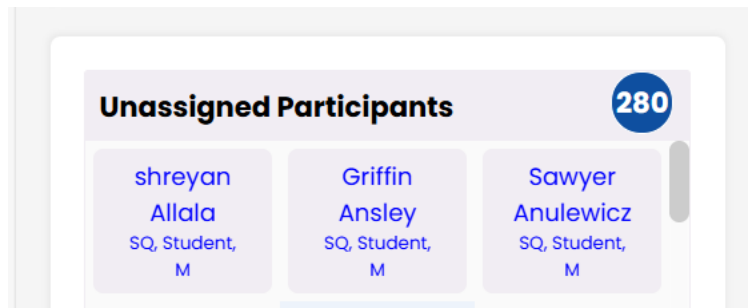 Unassigned Participants
280
shreyan
Allala
SQ, Student,
M
Griffin
Ansley
SQ, Student,
M
Sawyer
Anulewicz
SQ, Student,
M